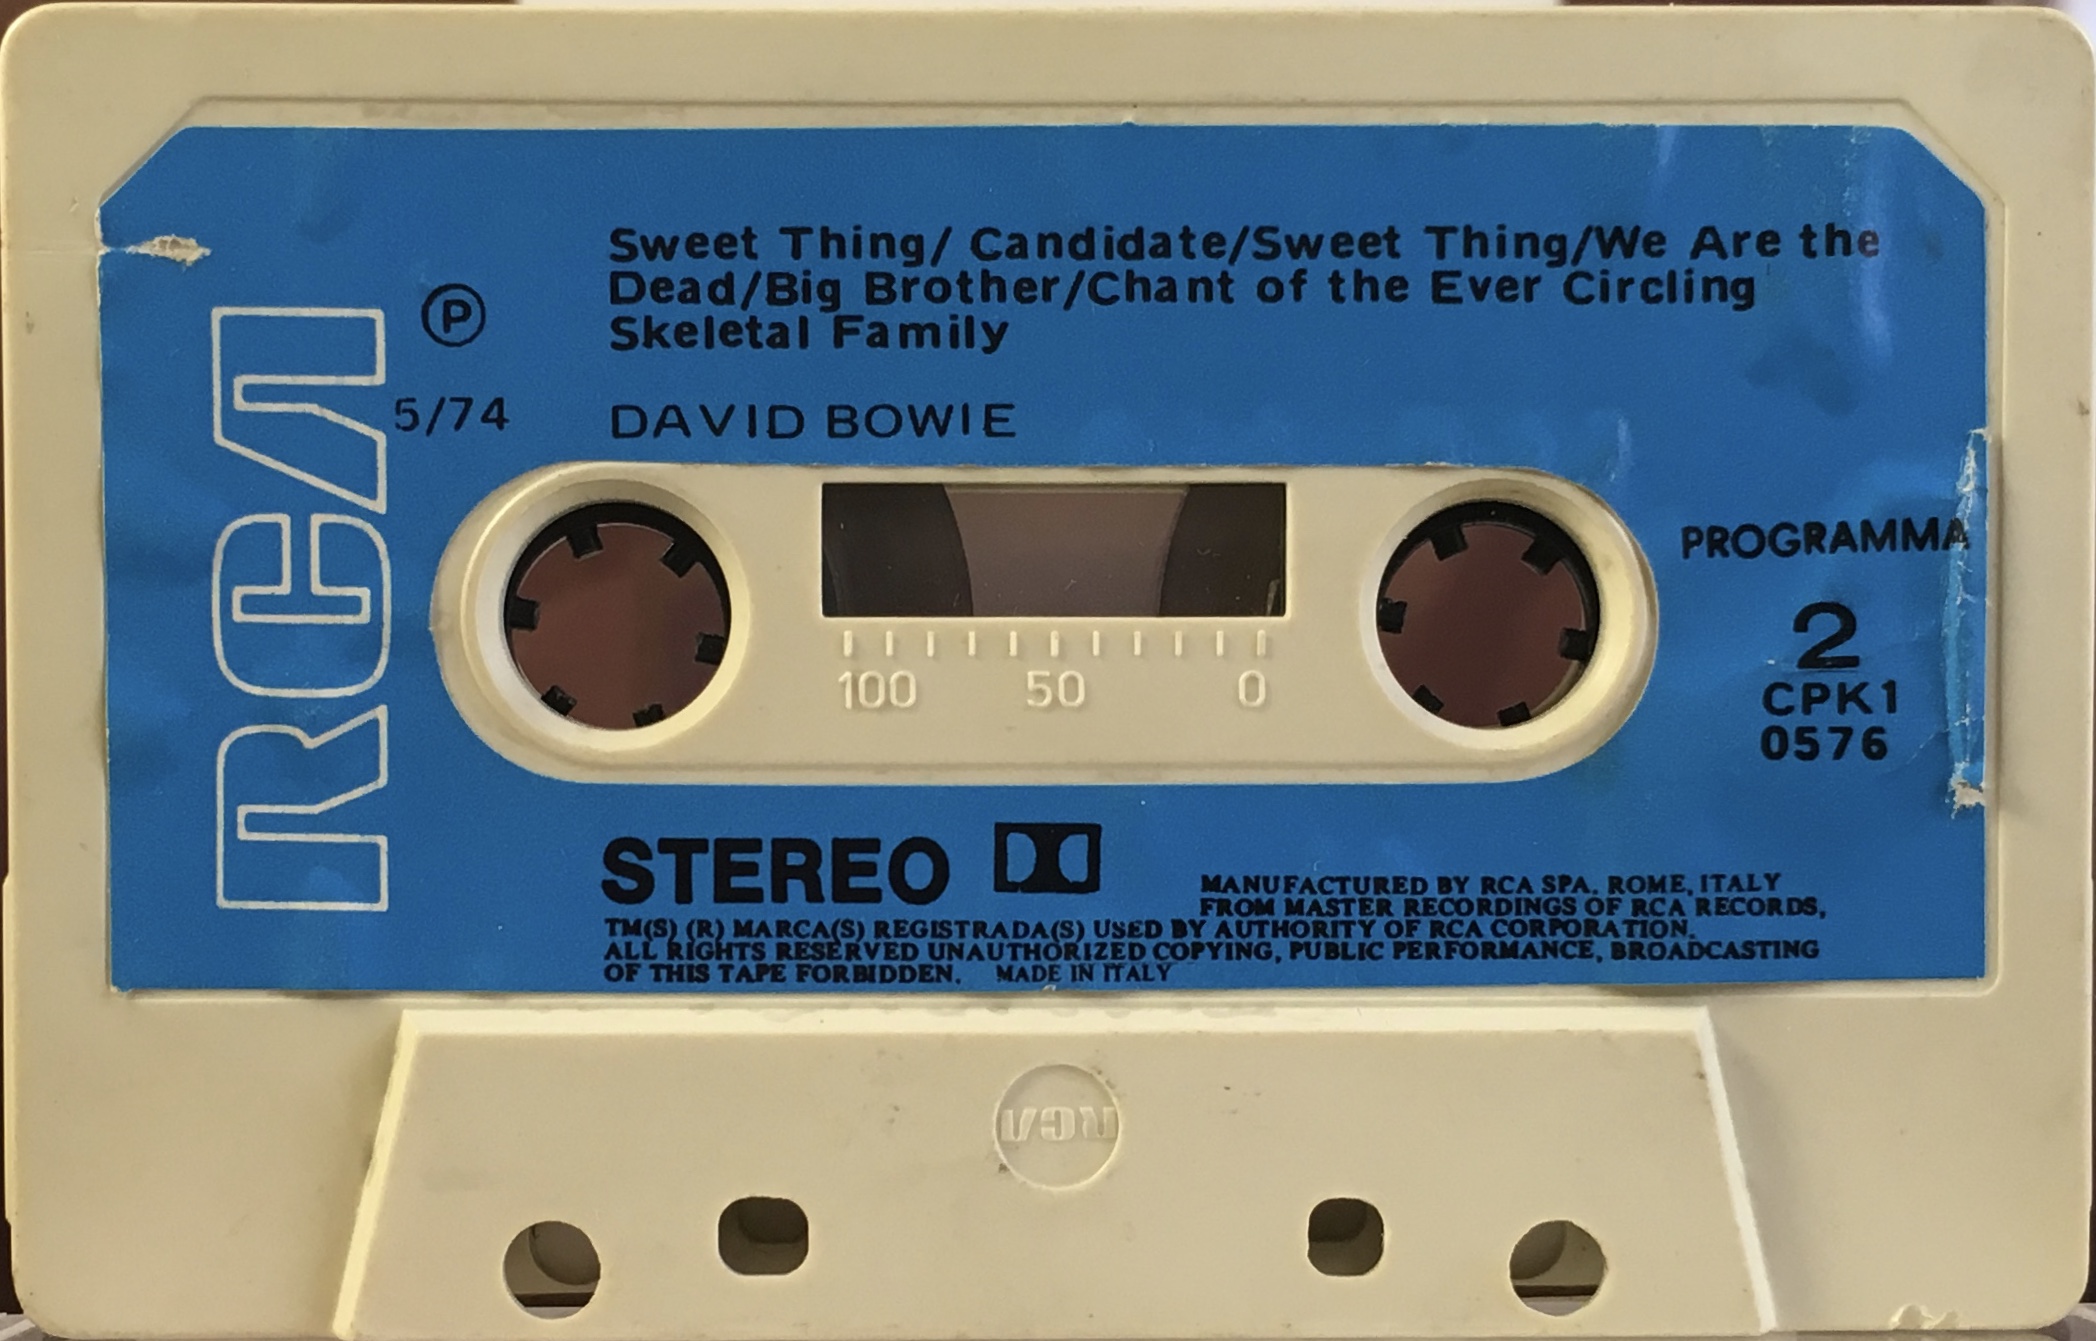 Sweet Thing/ Candidate/Sweet Thing/We Are the
Dead/Big Brother/Chant of the Ever Circling
Skeletal Family
DAVID BOWIE
RCA
℗
5/74
100 50 0
PROGRAMMA
2
CPK1
0576
STEREO
MANUFACTURED BY RCA SPA. ROME, ITALY
FROM MASTER RECORDINGS OF RCA RECORDS,
TM(S) (R) MARCA(S) REGISTRADA(S) USED BY AUTHORITY OF RCA CORPORATION.
ALL RIGHTS RESERVED UNAUTHORIZED COPYING, PUBLIC PERFORMANCE, BROADCASTING
OF THIS TAPE FORBIDDEN. MADE IN ITALY
RCA